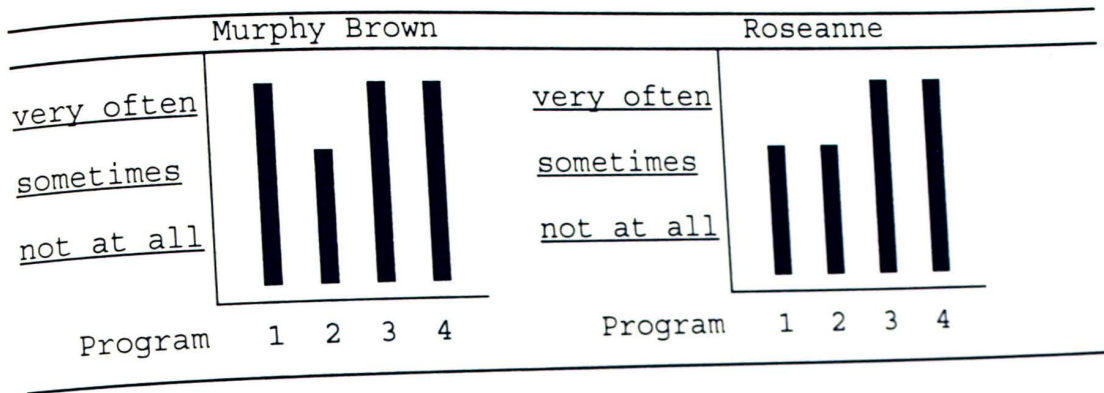 Murphy Brown Roseanne
very often very often
sometimes sometimes
not at all not at all
Program 1 2 3 4 Program 1 2 3 4